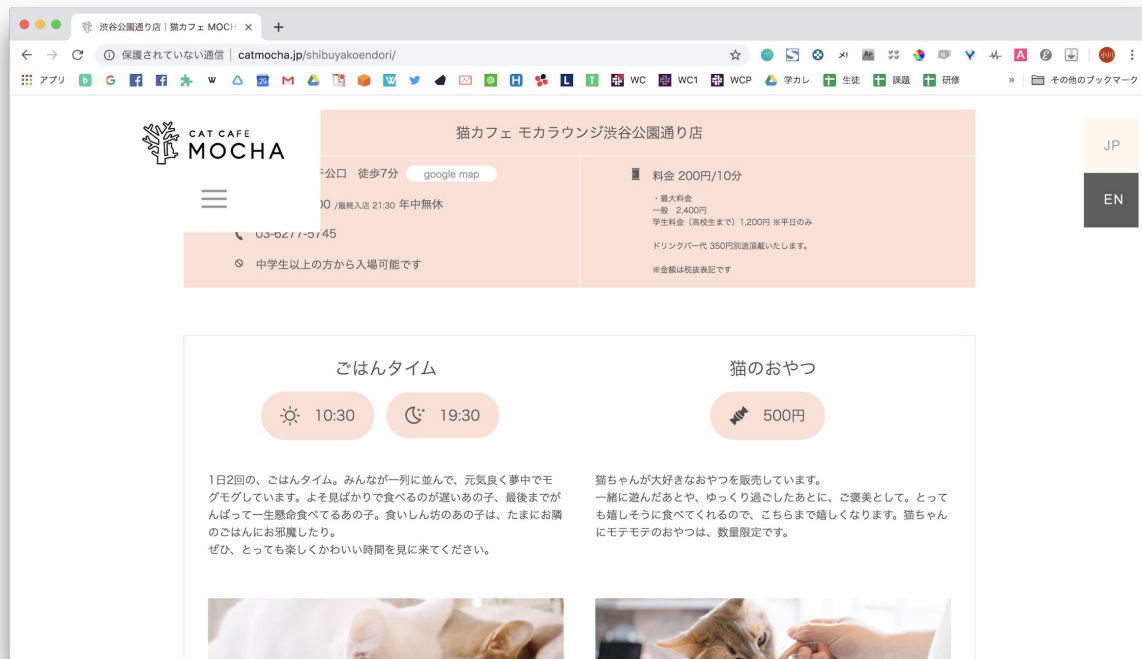 渋谷公園通り店 | 猫カフェ MOCH
保護されていない通信 | catmocha.jp/shibuyakoendori/
アプリ
WC
WC1
WCP
学カレ
生徒
課題
研修
»
その他のブックマーク
CAT CAFE
MOCHA
猫カフェ モカラウンジ渋谷公園通り店
JP
EN
公口 徒歩7分 google map
00 /最終入店 21:30 年中無休
03-6277-5745
中学生以上の方から入場可能です
料金 200円/10分
・最大料金
一般 2,400円
学生料金（高校生まで）1,200円 ※平日のみ
ドリンクバー代 350円別途頂戴いたします。
※金額は税抜表記です
ごはんタイム
10:30 19:30
1日2回の、ごはんタイム。みんなが一列に並んで、元気良く夢中でモ
グモグしています。よそ見ばかりで食べるのが遅いあの子、最後までが
んばって一生懸命食べてるあの子。食いしん坊のあの子は、たまにお隣
のごはんにお邪魔したり。
ぜひ、とっても楽しくかわいい時間を見に来てください。
猫のおやつ
500円
猫ちゃんが大好きなおやつを販売しています。
一緒に遊んだあとや、ゆっくり過ごしたあとに、ご褒美として。とって
も嬉しそうに食べてくれるので、こちらまで嬉しくなります。猫ちゃん
にモテモテのおやつは、数量限定です。